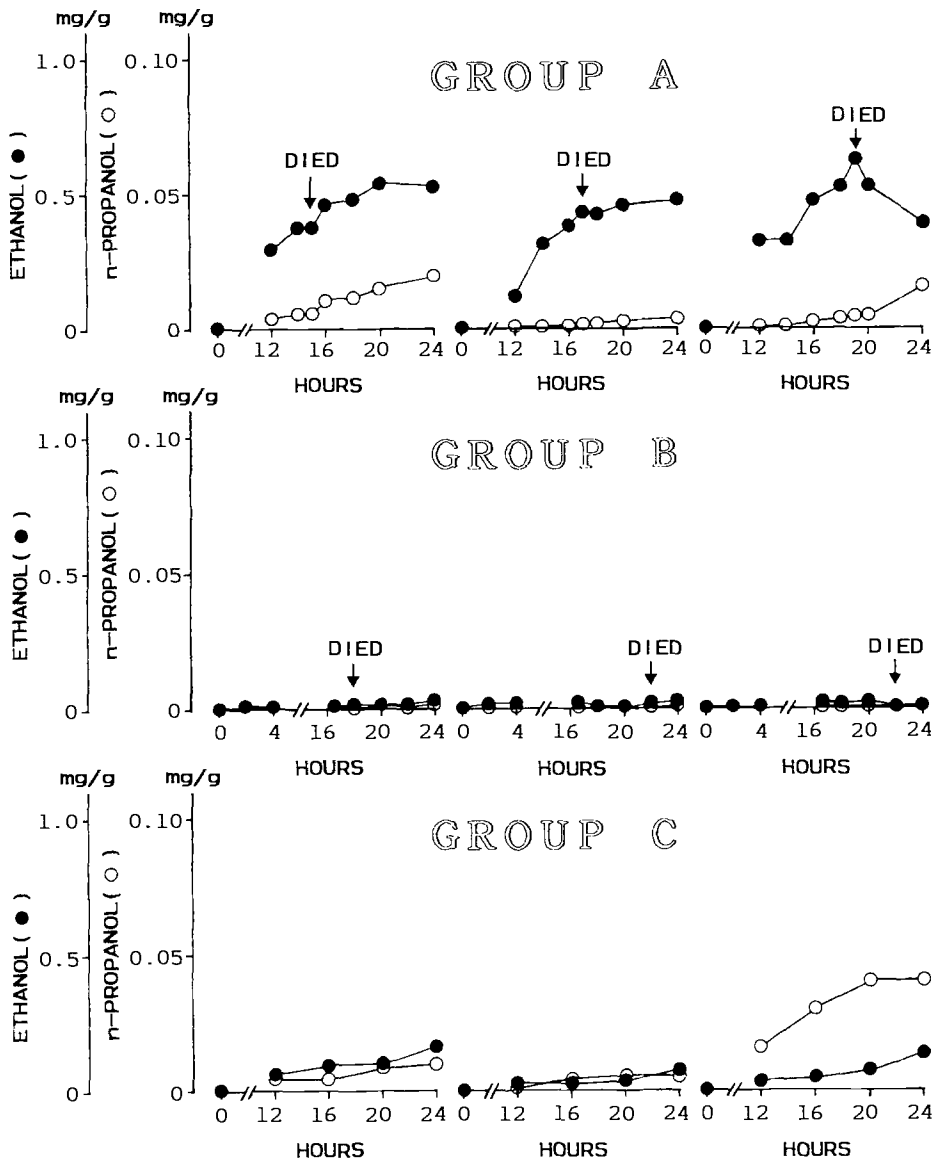 mg/g mg/g
GROUP A
ETHANOL ( ● )
1.0
0.5
0
n-PROPANOL ( ○ )
0.10
0.05
0
DIED
DIED
DIED
0 12 16 20 24
0 12 16 20 24
0 12 16 20 24
HOURS
HOURS
HOURS
mg/g mg/g
GROUP B
ETHANOL ( ● )
1.0
0.5
0
n-PROPANOL ( ○ )
0.10
0.05
0
DIED
DIED
DIED
0 4 16 20 24
0 4 16 20 24
0 4 16 20 24
HOURS
HOURS
HOURS
mg/g mg/g
GROUP C
ETHANOL ( ● )
1.0
0.5
0
n-PROPANOL ( ○ )
0.10
0.05
0
0 12 16 20 24
0 12 16 20 24
0 12 16 20 24
HOURS
HOURS
HOURS